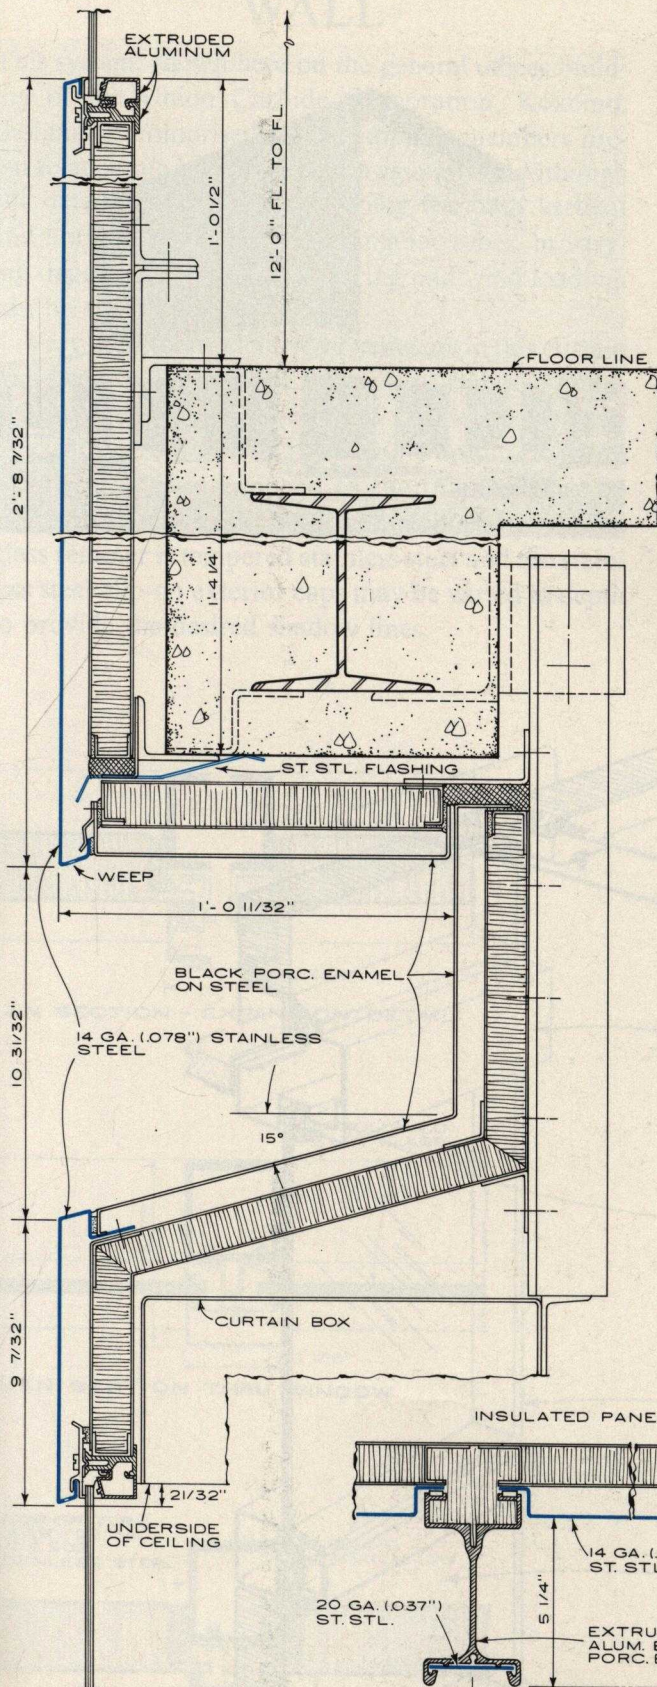 EXTRUDED
ALUMINUM
12'-0" FL. TO FL.
1'-0 1/2"
FLOOR LINE
2'-8 7/32"
1'-4 1/4"
ST. STL. FLASHING
WEEP
1'-0 11/32"
BLACK PORC. ENAMEL
ON STEEL
14 GA. (.078") STAINLESS
STEEL
10 31/32"
15°
CURTAIN BOX
9 7/32"
INSULATED PANE
21/32"
UNDERSIDE
OF CEILING
14 GA. (.
ST. STL
5 1/4"
20 GA. (.037")
ST. STL.
EXTRU
ALUM. 
PORC.